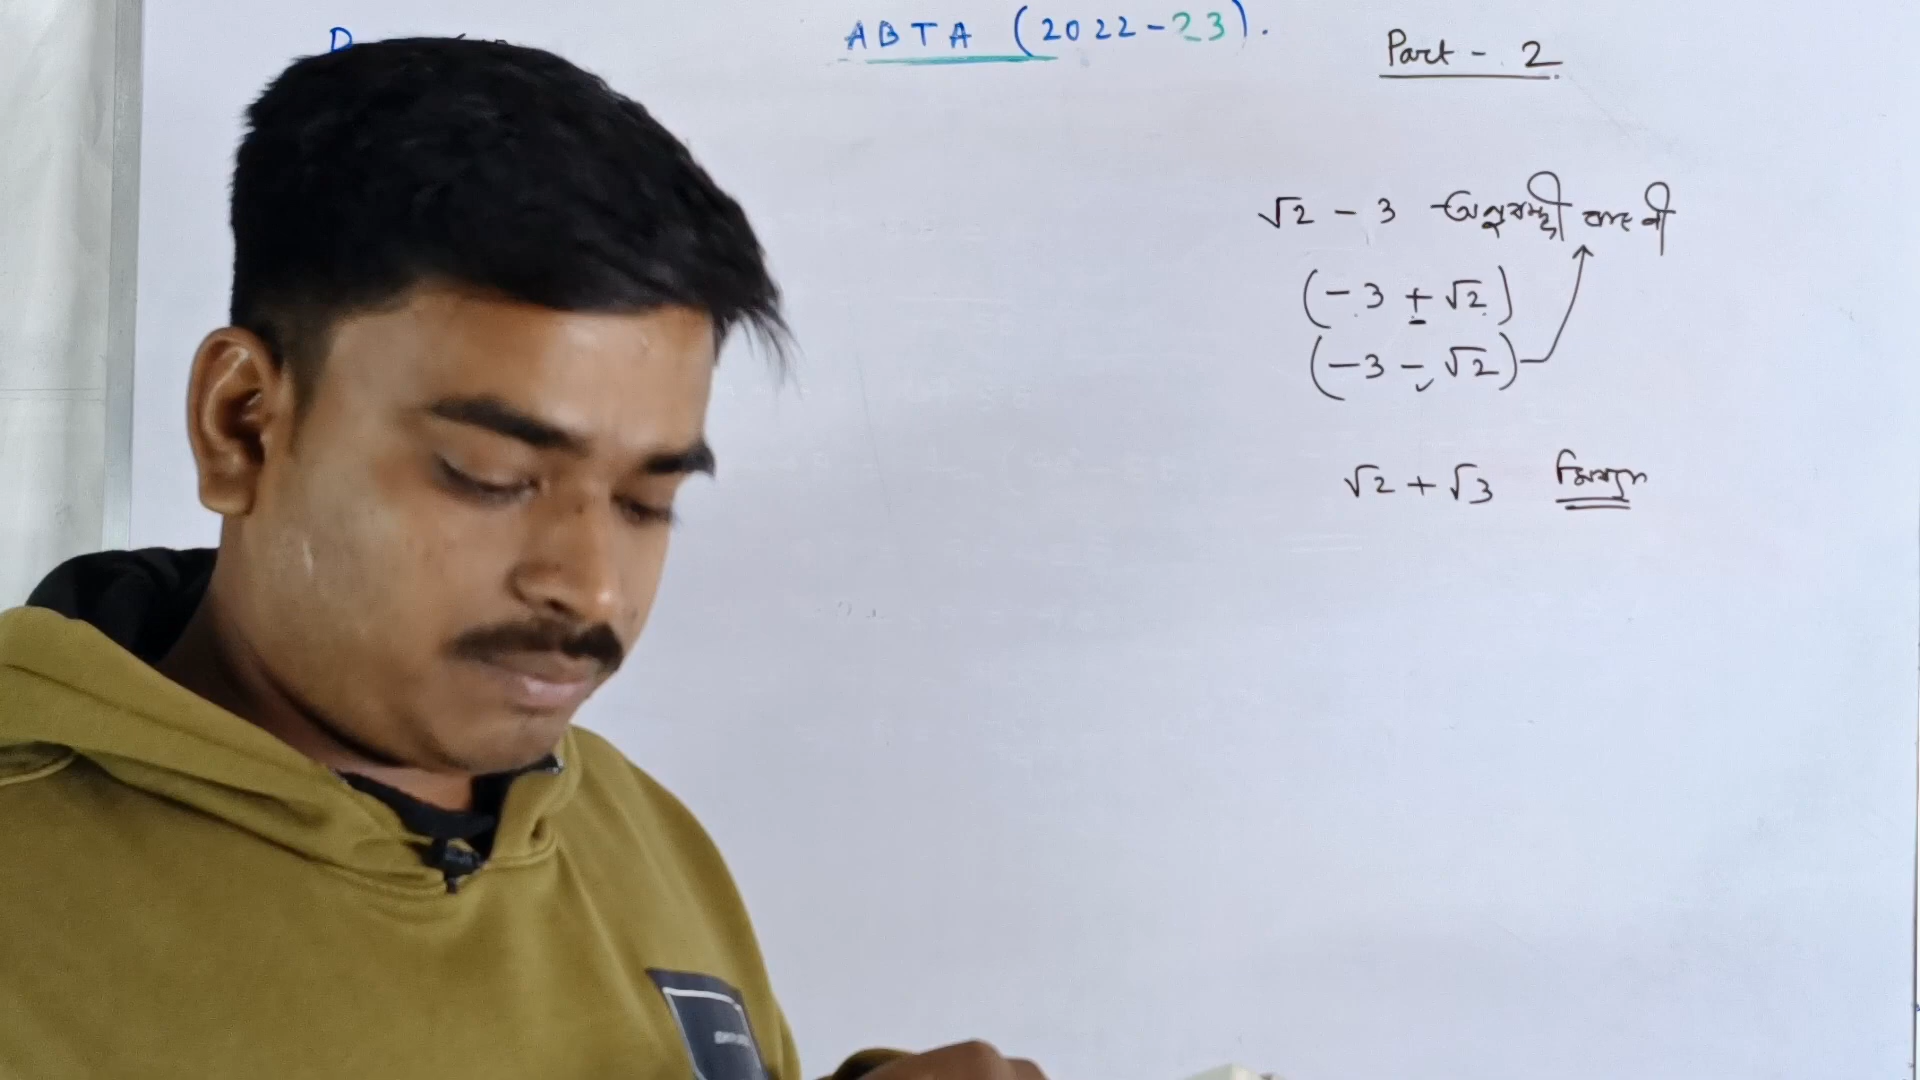 ABTA (2022-23).
Part - 2
√2 - 3 অনুবন্ধী করণী
(-3 + √2)
(-3 - √2)
√2 + √3